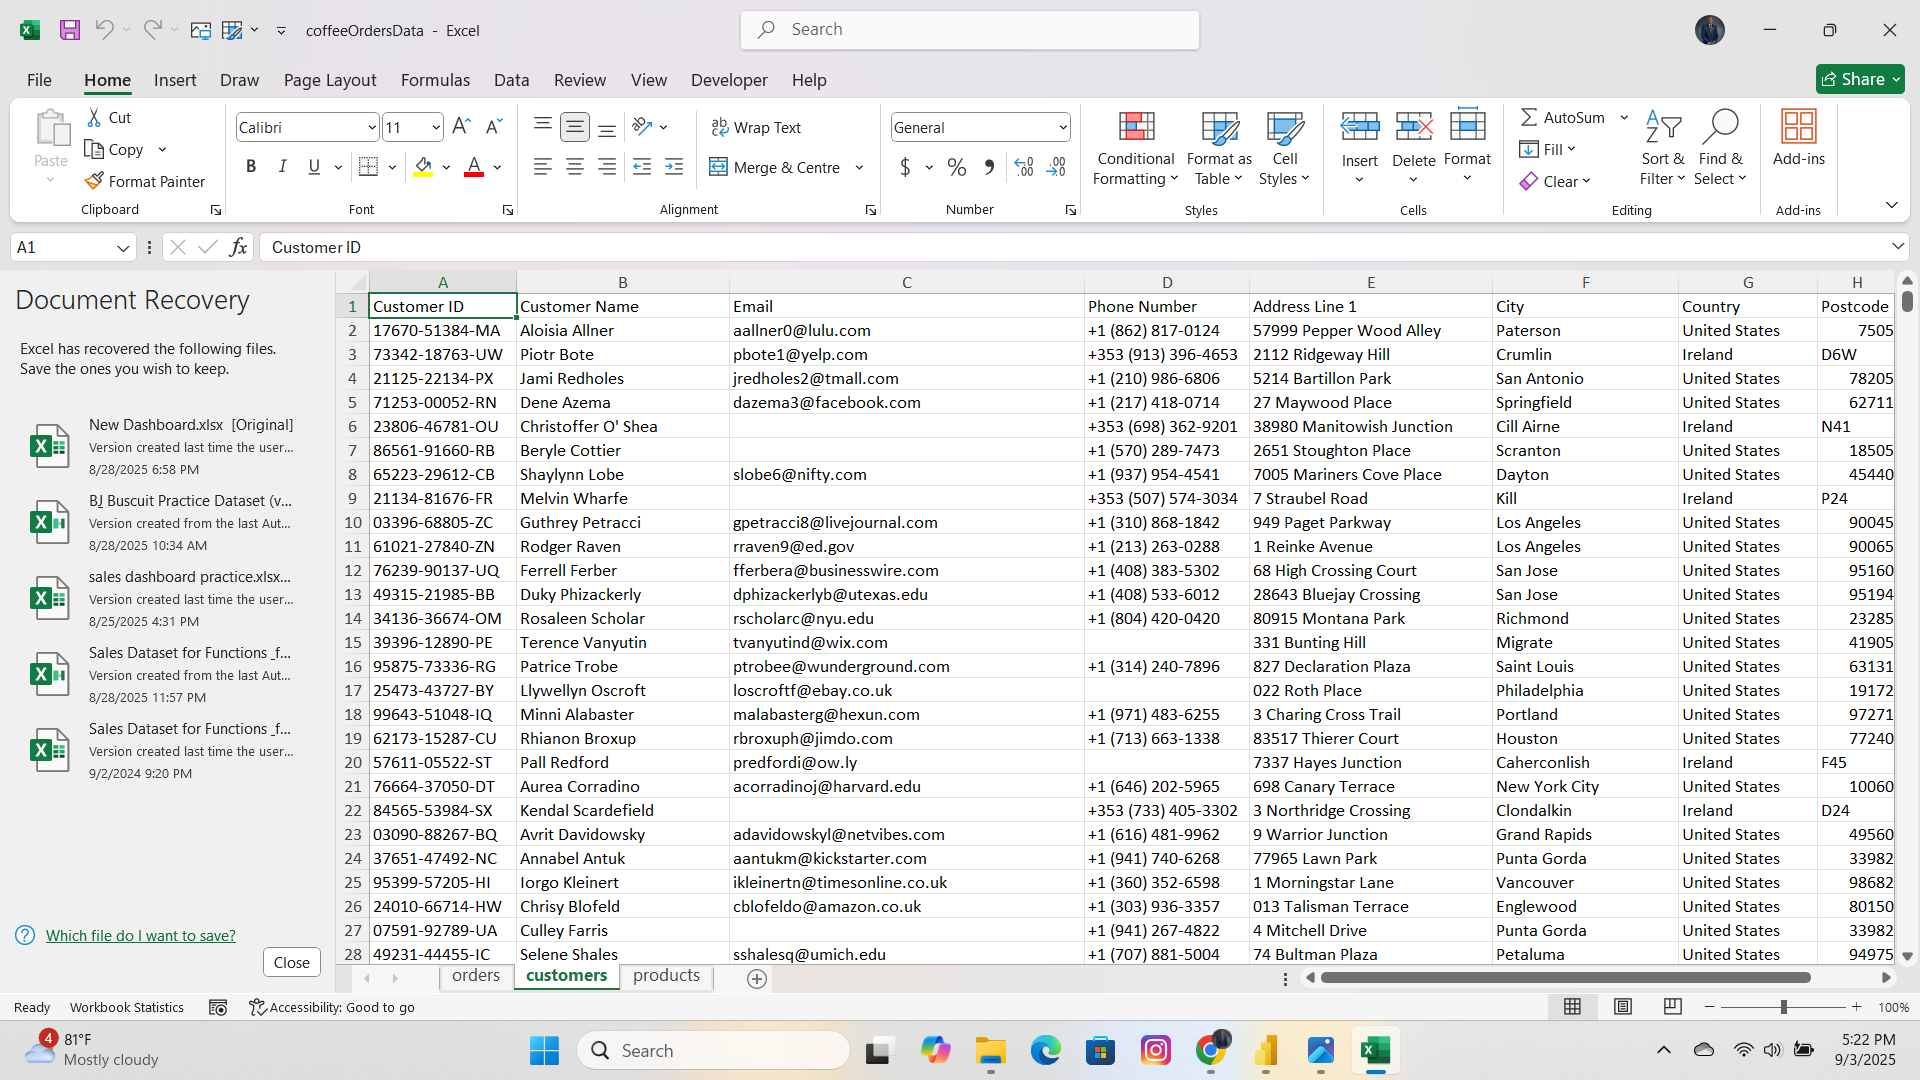 coffeeOrdersData - Excel
Search
File Home Insert Draw Page Layout Formulas Data Review View Developer Help
Share
Paste
Cut
Copy
Format Painter
Clipboard
Calibri 11
B I U
Font
Wrap Text
Merge & Centre
Alignment
General
$ % ,
Number
Conditional Formatting
Format as Table
Cell Styles
Styles
Insert Delete Format
Cells
AutoSum
Fill
Clear
Sort & Filter
Find & Select
Editing
Add-ins
Add-ins
A1
fx
Customer ID
Document Recovery
Excel has recovered the following files.
Save the ones you wish to keep.
New Dashboard.xlsx [Original]
Version created last time the user...
8/28/2025 6:58 PM
BJ Buscuit Practice Dataset (v...
Version created from the last Aut...
8/28/2025 10:34 AM
sales dashboard practice.xlsx...
Version created last time the user...
8/25/2025 4:31 PM
Sales Dataset for Functions _f...
Version created from the last Aut...
8/28/2025 11:57 PM
Sales Dataset for Functions _f...
Version created last time the user...
9/2/2024 9:20 PM
Which file do I want to save?
Close
A B C D E F G H
1 Customer ID Customer Name Email Phone Number Address Line 1 City Country Postcode
2 17670-51384-MA Aloisia Allner aallner0@lulu.com +1 (862) 817-0124 57999 Pepper Wood Alley Paterson United States 7505
3 73342-18763-UW Piotr Bote pbote1@yelp.com +353 (913) 396-4653 2112 Ridgeway Hill Crumlin Ireland D6W
4 21125-22134-PX Jami Redholes jredholes2@tmall.com +1 (210) 986-6806 5214 Bartillon Park San Antonio United States 78205
5 71253-00052-RN Dene Azema dazema3@facebook.com +1 (217) 418-0714 27 Maywood Place Springfield United States 62711
6 23806-46781-OU Christoffer O' Shea +353 (698) 362-9201 38980 Manitowish Junction Cill Airne Ireland N41
7 86561-91660-RB Beryle Cottier +1 (570) 289-7473 2651 Stoughton Place Scranton United States 18505
8 65223-29612-CB Shaylynn Lobe slobe6@nifty.com +1 (937) 954-4541 7005 Mariners Cove Place Dayton United States 45440
9 21134-81676-FR Melvin Wharfe +353 (507) 574-3034 7 Straubel Road Kill Ireland P24
10 03396-68805-ZC Guthrey Petracci gpetracci8@livejournal.com +1 (310) 868-1842 949 Paget Parkway Los Angeles United States 90045
11 61021-27840-ZN Rodger Raven rraven9@ed.gov +1 (213) 263-0288 1 Reinke Avenue Los Angeles United States 90065
12 76239-90137-UQ Ferrell Ferber fferbera@businesswire.com +1 (408) 383-5302 68 High Crossing Court San Jose United States 95160
13 49315-21985-BB Duky Phizackerly dphizackerlyb@utexas.edu +1 (408) 533-6012 28643 Bluejay Crossing San Jose United States 95194
14 34136-36674-OM Rosaleen Scholar rscholarc@nyu.edu +1 (804) 420-0420 80915 Montana Park Richmond United States 23285
15 39396-12890-PE Terence Vanyutin tvanyutind@wix.com 331 Bunting Hill Migrate United States 41905
16 95875-73336-RG Patrice Trobe ptrobee@wunderground.com +1 (314) 240-7896 827 Declaration Plaza Saint Louis United States 63131
17 25473-43727-BY Llywellyn Oscroft loscroftf@ebay.co.uk 022 Roth Place Philadelphia United States 19172
18 99643-51048-IQ Minni Alabaster malabasterg@hexun.com +1 (971) 483-6255 3 Charing Cross Trail Portland United States 97271
19 62173-15287-CU Rhianon Broxup rbroxuph@jimdo.com +1 (713) 663-1338 83517 Thierer Court Houston United States 77240
20 57611-05522-ST Pall Redford predfordi@ow.ly 7337 Hayes Junction Caherconlish Ireland F45
21 76664-37050-DT Aurea Corradino acorradinoj@harvard.edu +1 (646) 202-5965 698 Canary Terrace New York City United States 10060
22 84565-53984-SX Kendal Scardefield +353 (733) 405-3302 3 Northridge Crossing Clondalkin Ireland D24
23 03090-88267-BQ Avrit Davidowsky adavidowskyl@netvibes.com +1 (616) 481-9962 9 Warrior Junction Grand Rapids United States 49560
24 37651-47492-NC Annabel Antuk aantukm@kickstarter.com +1 (941) 740-6268 77965 Lawn Park Punta Gorda United States 33982
25 95399-57205-HI Iorgo Kleinert ikleinertn@timesonline.co.uk +1 (360) 352-6598 1 Morningstar Lane Vancouver United States 98682
26 24010-66714-HW Chrisy Blofeld cblofeldo@amazon.co.uk +1 (303) 936-3357 013 Talisman Terrace Englewood United States 80150
27 07591-92789-UA Culley Farris +1 (941) 267-4822 4 Mitchell Drive Punta Gorda United States 33982
28 49231-44455-IC Selene Shales sshalesq@umich.edu +1 (707) 881-5004 74 Bultman Plaza Petaluma United States 94975
orders customers products
Ready Workbook Statistics Accessibility: Good to go 100%
4 81°F
Mostly cloudy
Search
5:22 PM
9/3/2025